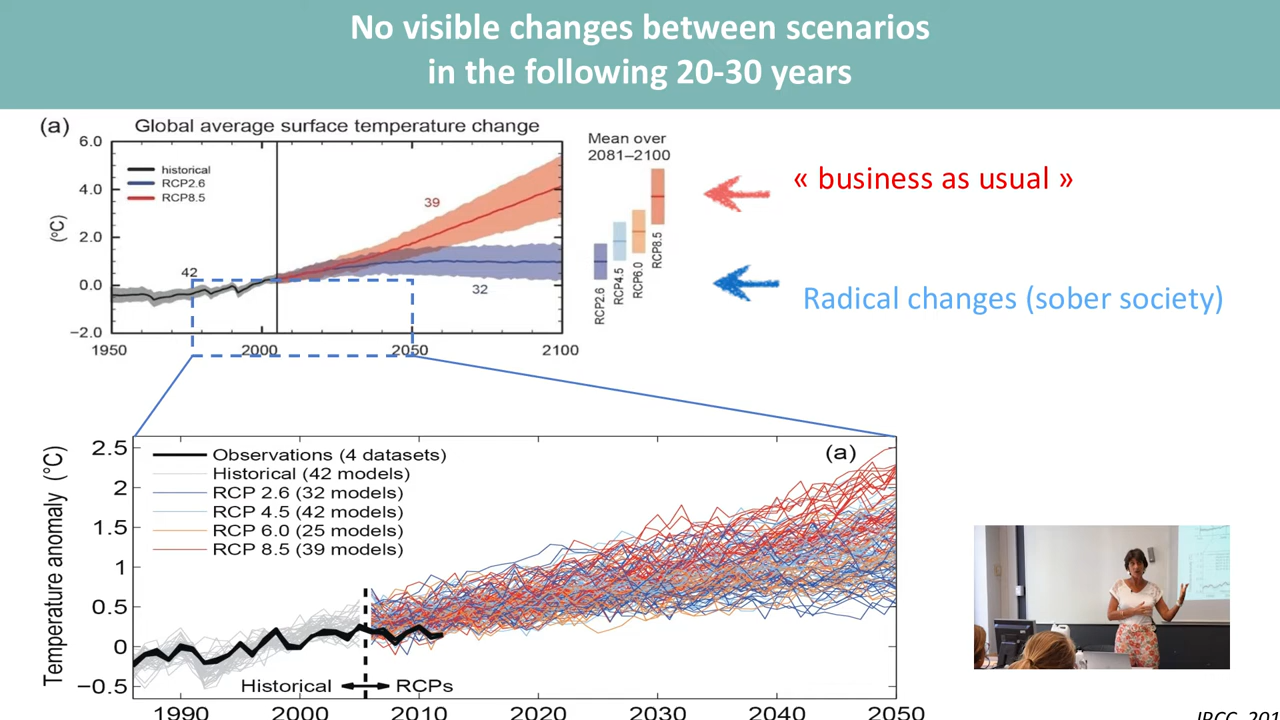 No visible changes between scenarios
in the following 20-30 years
(a)
Global average surface temperature change
6.0
4.0
2.0
0.0
−2.0
(°C)
historical
RCP2.6
RCP8.5
42
39
32
1950
2000
2050
2100
Mean over
2081–2100
RCP2.6
RCP4.5
RCP6.0
RCP8.5
« business as usual »
Radical changes (sober society)
(a)
2.5
2
1.5
1
0.5
0
−0.5
Temperature anomaly (°C)
Observations (4 datasets)
Historical (42 models)
RCP 2.6 (32 models)
RCP 4.5 (42 models)
RCP 6.0 (25 models)
RCP 8.5 (39 models)
Historical
RCPs
1990
2000
2010
2020
2030
2040
2050